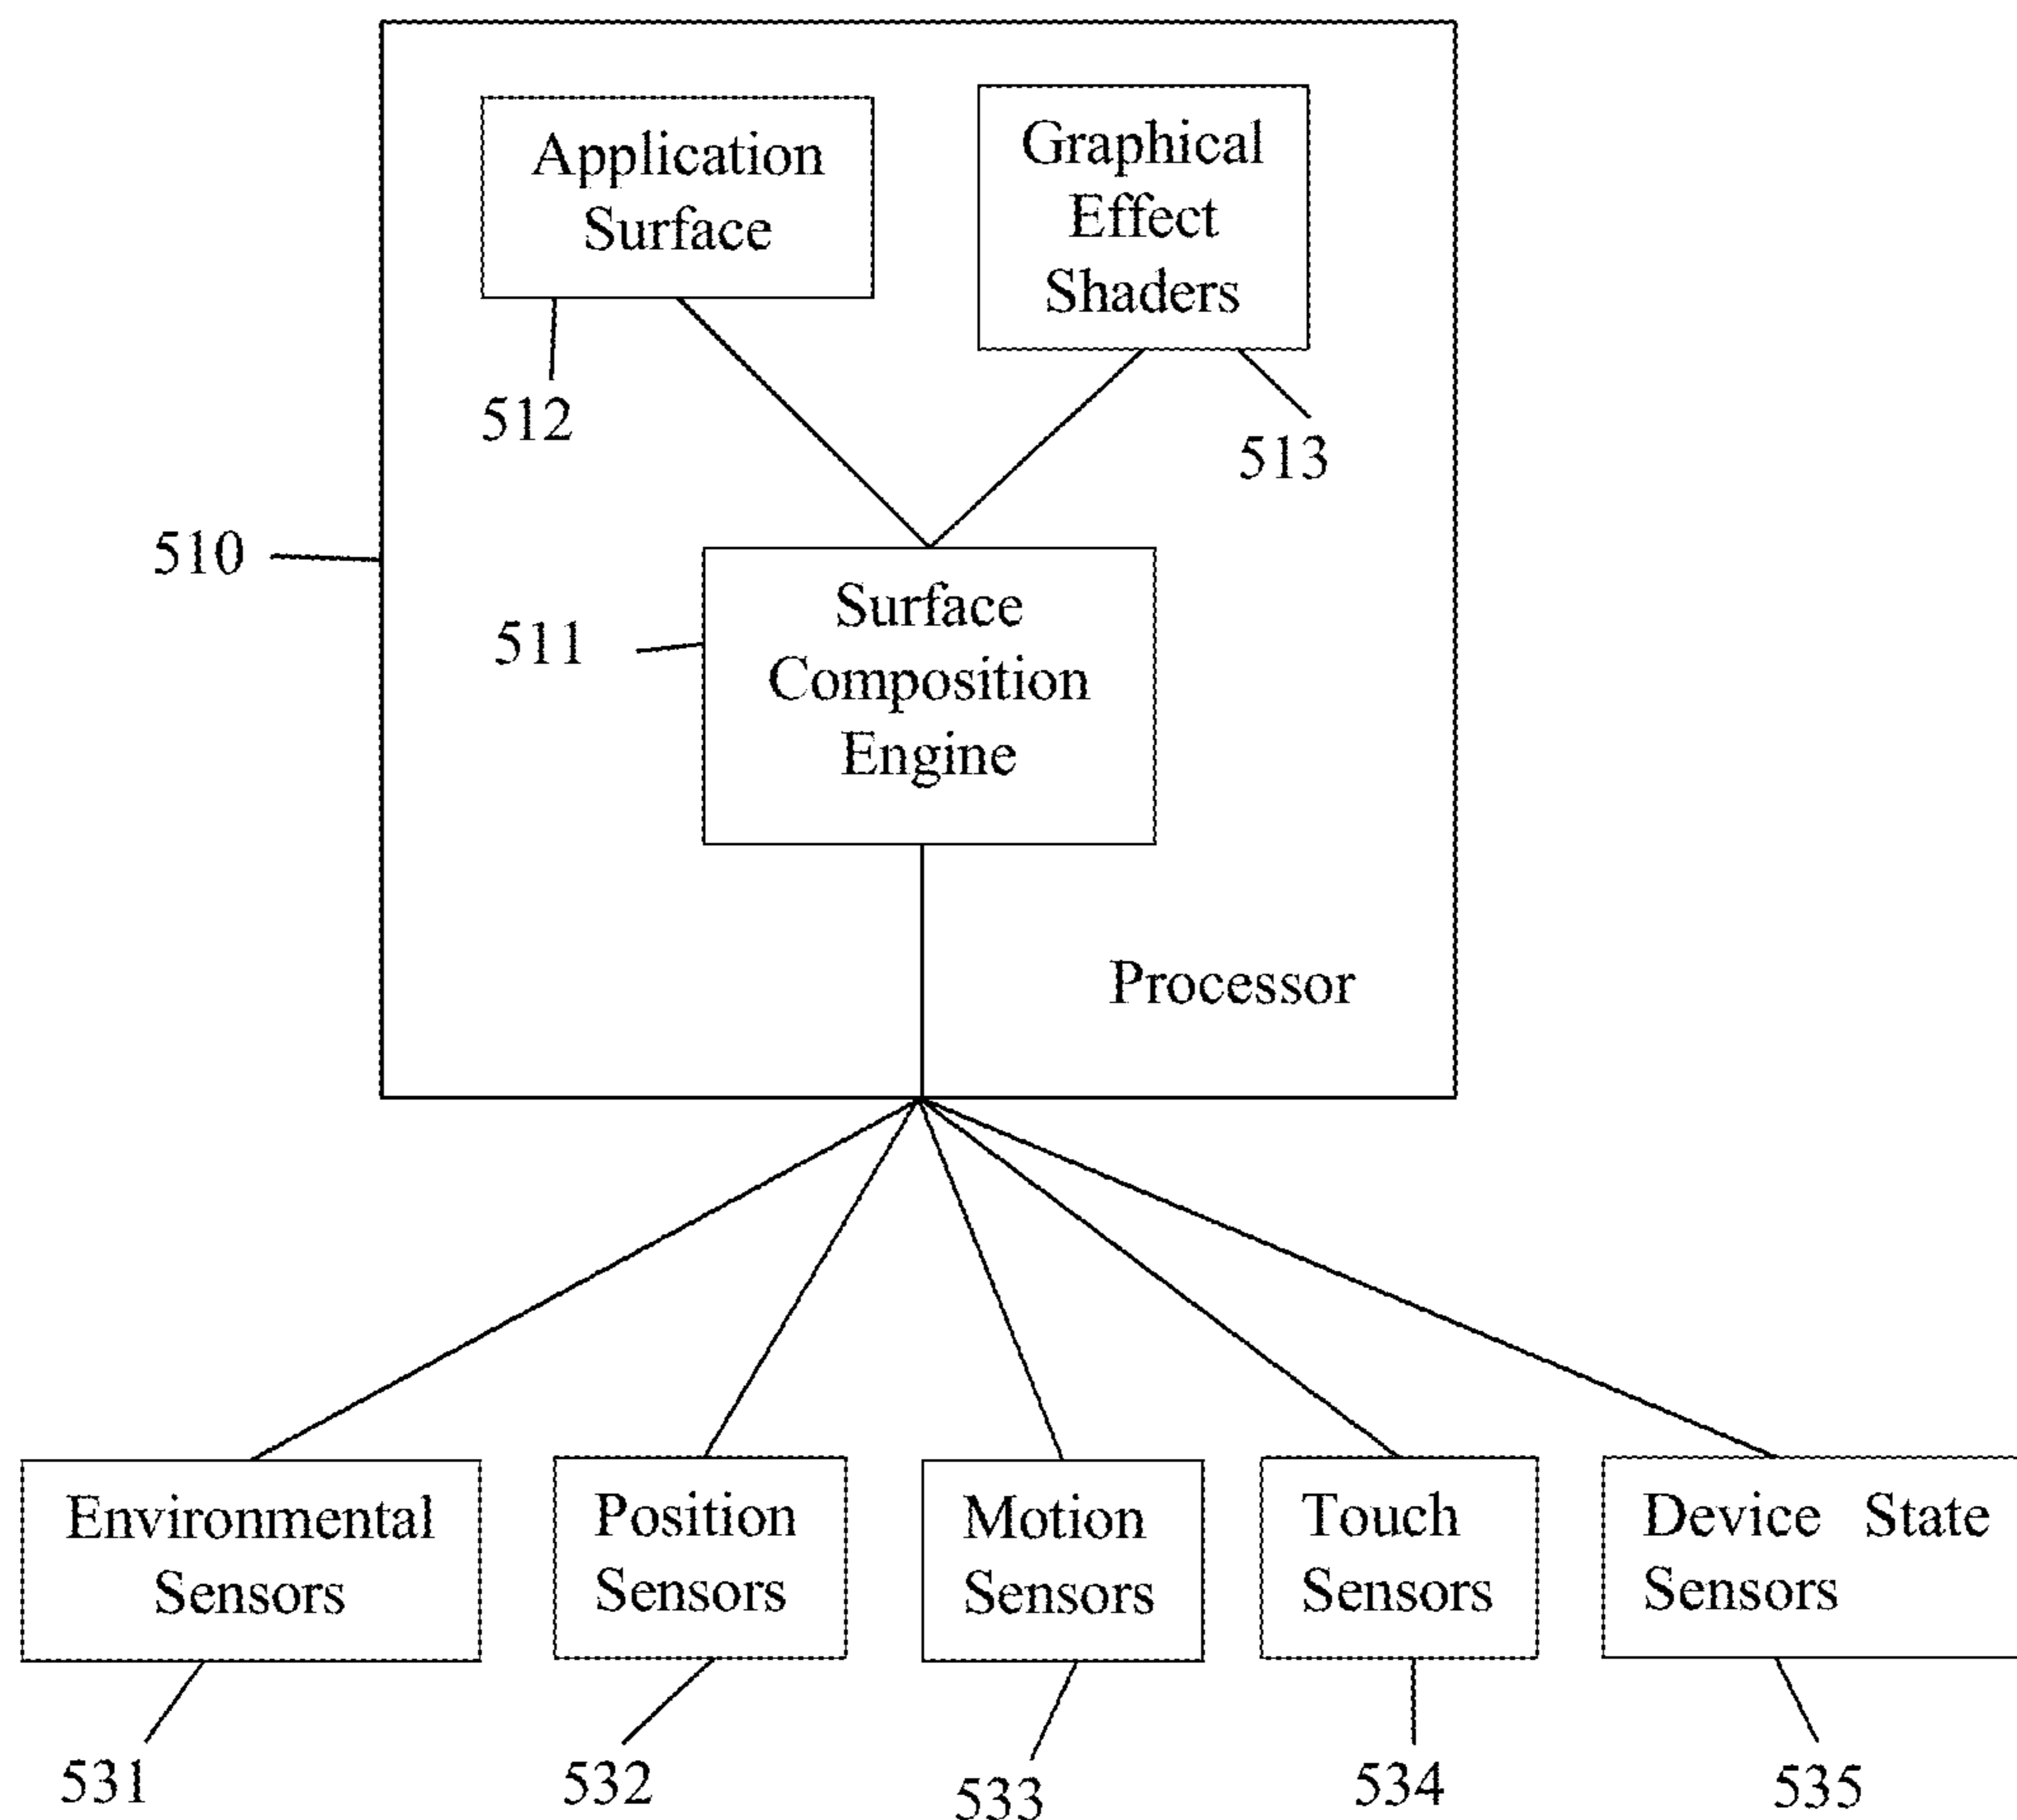 Application
Surface
Graphical
Effect
Shaders
512
513
510
Surface
Composition
Engine
511
Processor
Environmental
Sensors
Position
Sensors
Motion
Sensors
Touch
Sensors
Device State
Sensors
531
532
533
534
535